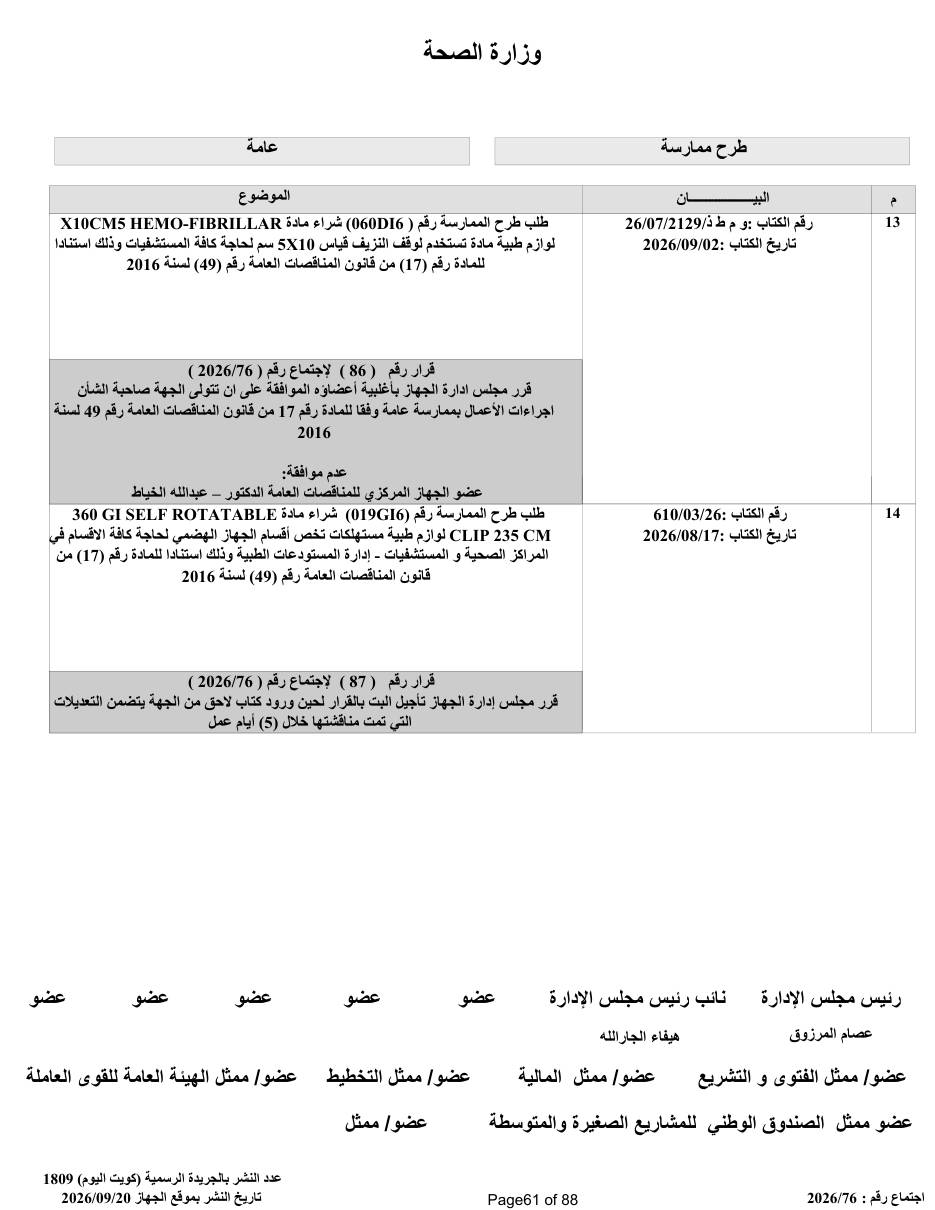 وزارة الصحة
طرح ممارسة
عامة
م
البيـــــــــــــــــان
الموضوع
13
رقم الكتاب :و م ط ذ/26/07/2129
تاريخ الكتاب :2026/09/02
طلب طرح الممارسة رقم ( 060DI6) شراء مادة X10CM5 HEMO-FIBRILLAR
لوازم طبية مادة تستخدم لوقف النزيف قياس 5X10 سم لحاجة كافة المستشفيات وذلك استنادا
للمادة رقم (17) من قانون المناقصات العامة رقم (49) لسنة 2016
قرار رقم ( 86 ) لإجتماع رقم ( 2026/76 )
قرر مجلس ادارة الجهاز بأغلبية أعضاؤه الموافقة على ان تتولى الجهة صاحبة الشأن
اجراءات الأعمال بممارسة عامة وفقا للمادة رقم 17 من قانون المناقصات العامة رقم 49 لسنة
2016
عدم موافقة:
عضو الجهاز المركزي للمناقصات العامة الدكتور – عبدالله الخياط
14
رقم الكتاب :610/03/26
تاريخ الكتاب :2026/08/17
طلب طرح الممارسة رقم (019GI6) شراء مادة 360 GI SELF ROTATABLE
CLIP 235 CM لوازم طبية مستهلكات تخص أقسام الجهاز الهضمي لحاجة كافة الاقسام في
المراكز الصحية و المستشفيات - إدارة المستودعات الطبية وذلك استنادا للمادة رقم (17) من
قانون المناقصات العامة رقم (49) لسنة 2016
قرار رقم ( 87 ) لإجتماع رقم ( 2026/76 )
قرر مجلس إدارة الجهاز تأجيل البت بالقرار لحين ورود كتاب لاحق من الجهة يتضمن التعديلات
التي تمت مناقشتها خلال (5) أيام عمل
رئيس مجلس الإدارة نائب رئيس مجلس الإدارة عضو عضو عضو عضو عضو
عصام المرزوق هيفاء الجارالله
عضو/ ممثل الفتوى و التشريع عضو/ ممثل المالية عضو/ ممثل التخطيط عضو/ ممثل الهيئة العامة للقوى العاملة
عضو ممثل الصندوق الوطني للمشاريع الصغيرة والمتوسطة عضو/ ممثل
عدد النشر بالجريدة الرسمية (كويت اليوم) 1809
اجتماع رقم : 2026/76 Page61 of 88 تاريخ النشر بموقع الجهاز 2026/09/20